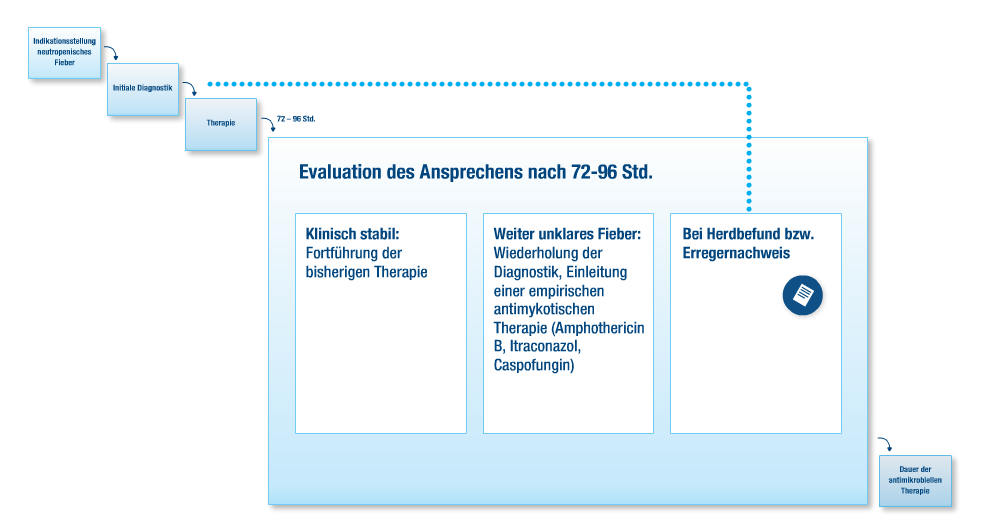 Indikationsstellung
neutropenisches
Fieber
Initiale Diagnostik
Therapie
72 – 96 Std.
Evaluation des Ansprechens nach 72-96 Std.
Klinisch stabil:
Fortführung der
bisherigen Therapie
Weiter unklares Fieber:
Wiederholung der
Diagnostik, Einleitung
einer empirischen
antimykotischen
Therapie (Amphothericin
B, Itraconazol,
Caspofungin)
Bei Herdbefund bzw.
Erregernachweis
Dauer der
antimikrobiellen
Therapie